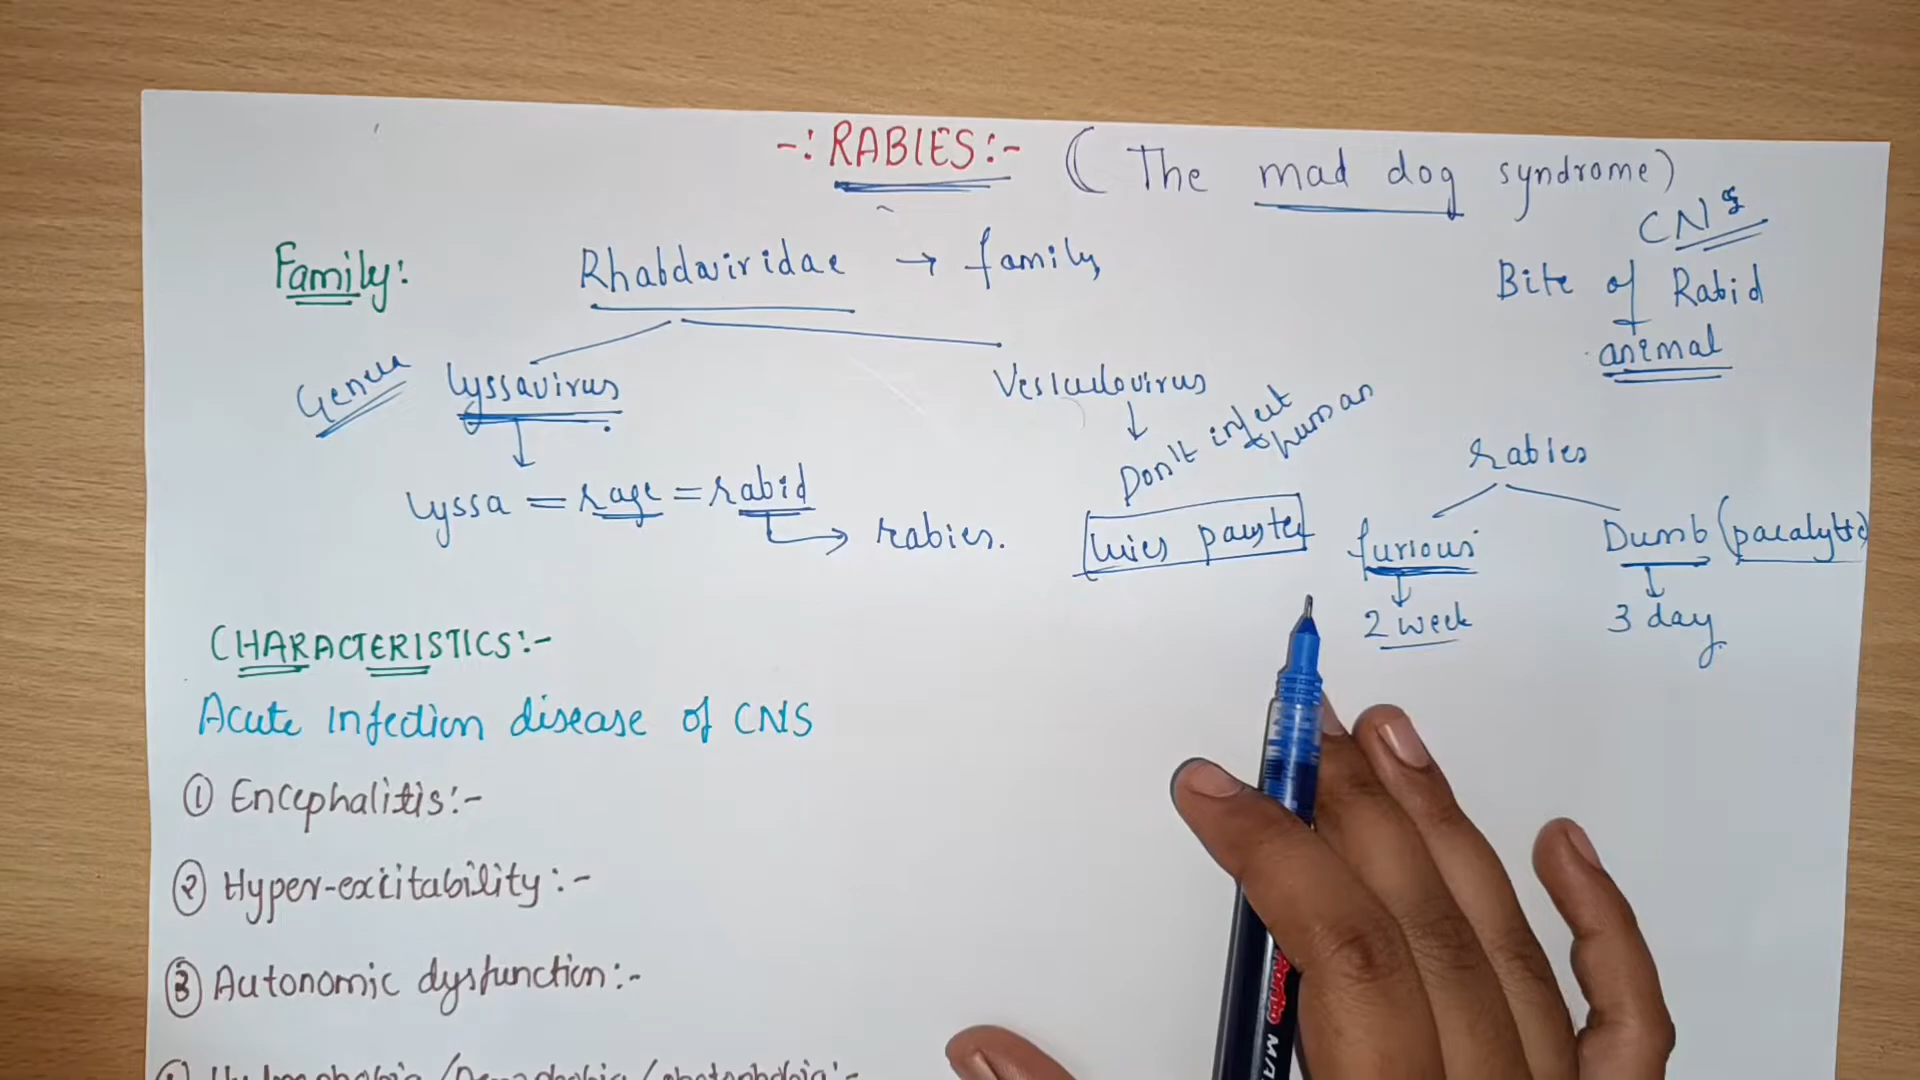 -: RABIES:- (The mad dog syndrome)
CNS
Family: Rhabdoviridae → family
Bite of Rabid
animal
Genera lyssavirus Vesiculovirus
Don't infect human
lyssa = rage = rabid
rabies.
rabies
furious Dumb (paralytic)
2 week 3 day
CHARACTERISTICS:-
Acute Infection disease of CNS
① Encephalitis:-
② Hyper-excitability:-
③ Autonomic dysfunction:-